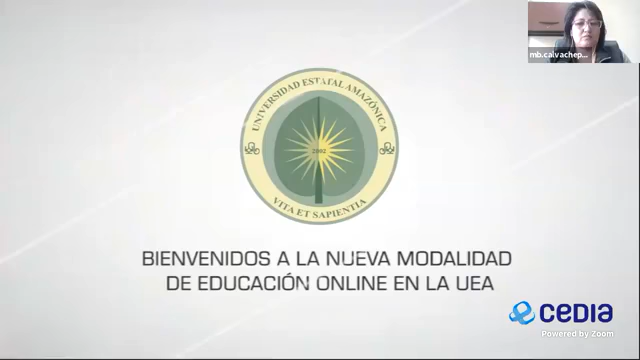 mb.calvachep...
UNIVERSIDAD ESTATAL AMAZÓNICA
2002
VITA ET SAPIENTIA
BIENVENIDOS A LA NUEVA MODALIDAD
DE EDUCACIÓN ONLINE EN LA UEA
CEDIA
Powered by Zoom